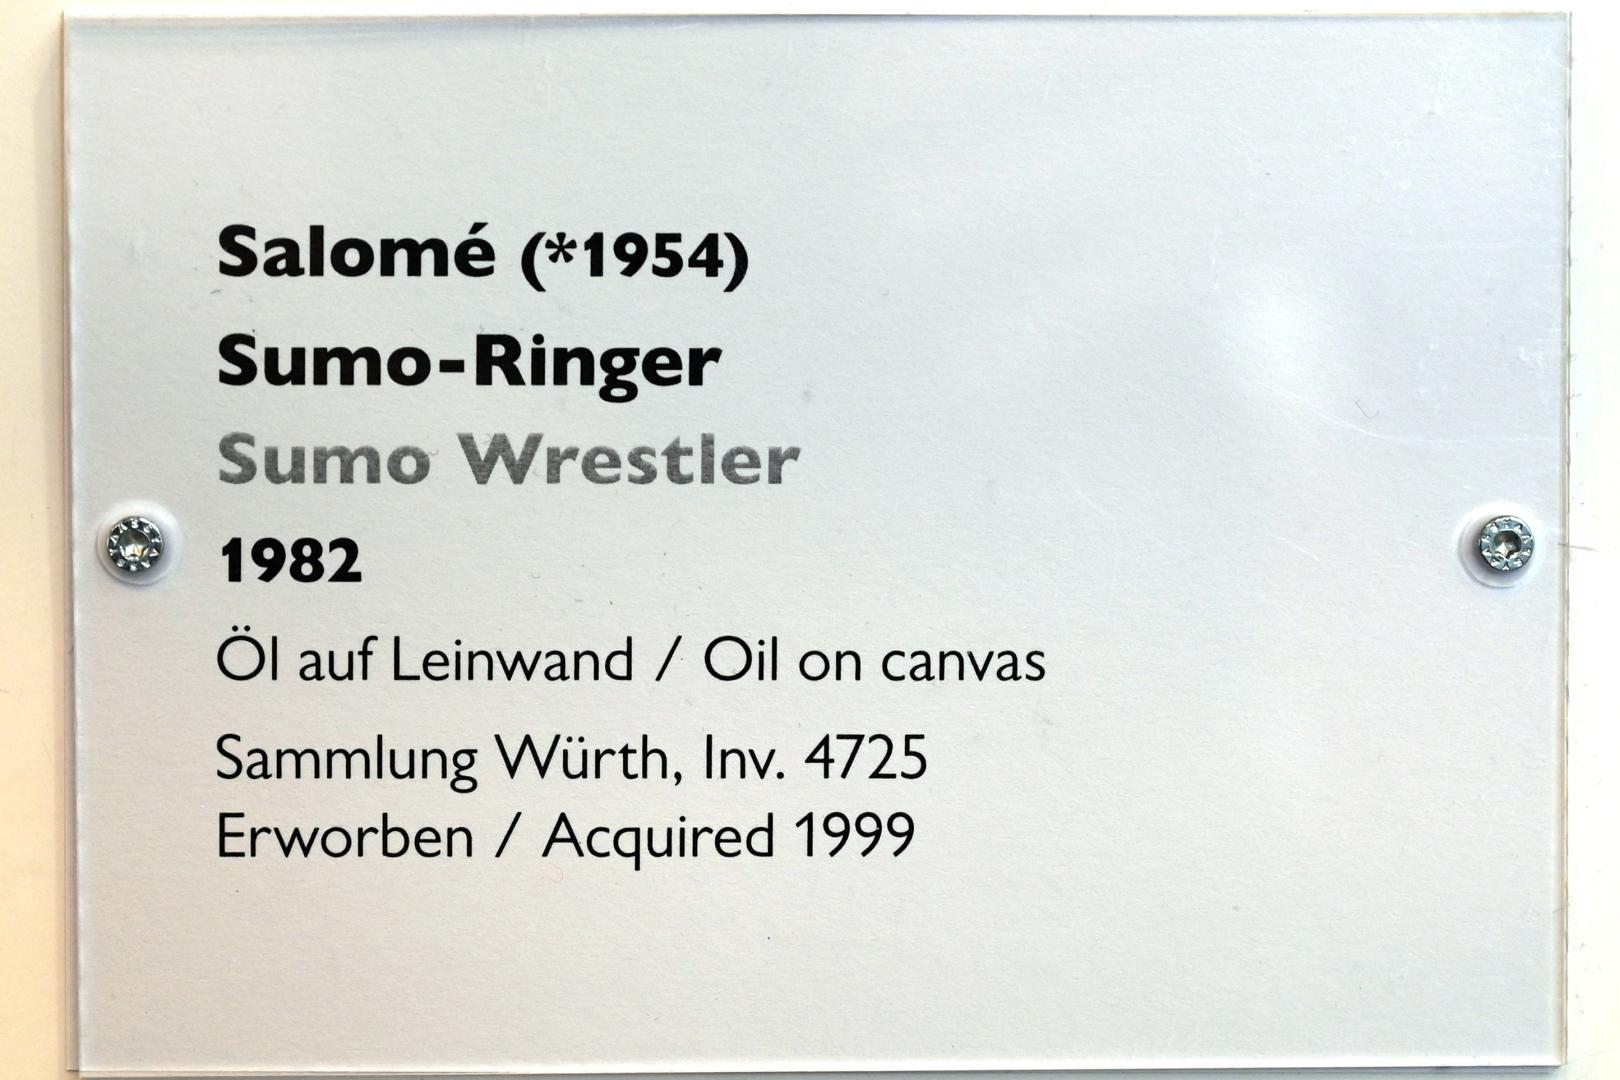 Salomé (*1954)
Sumo-Ringer
Sumo Wrestler
1982
Öl auf Leinwand / Oil on canvas
Sammlung Würth, Inv. 4725
Erworben / Acquired 1999